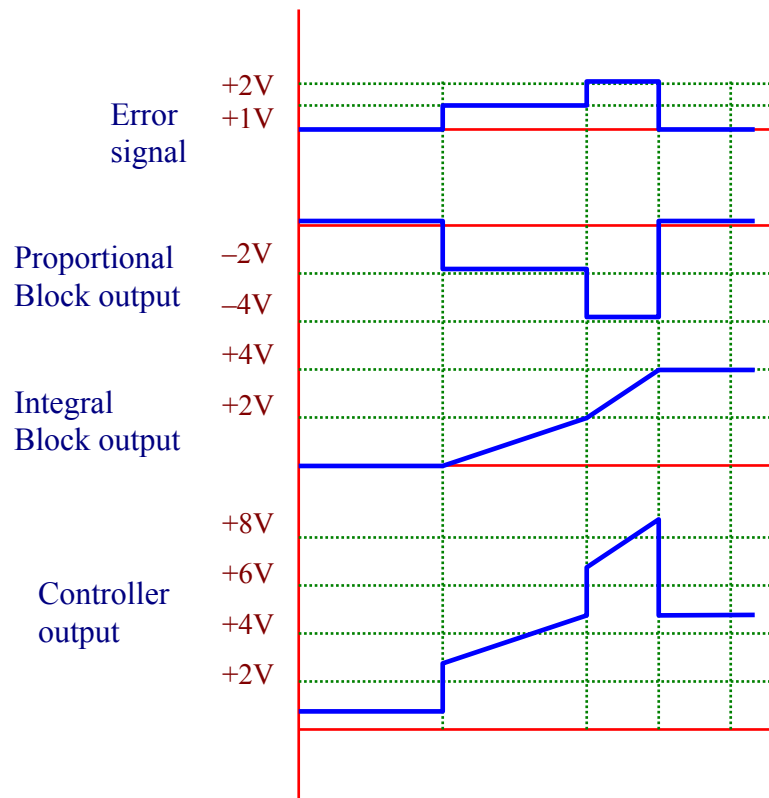 +2V
+1V
Error
signal
–2V
Proportional
Block output
–4V
+4V
+2V
Integral
Block output
+8V
+6V
Controller
output
+4V
+2V